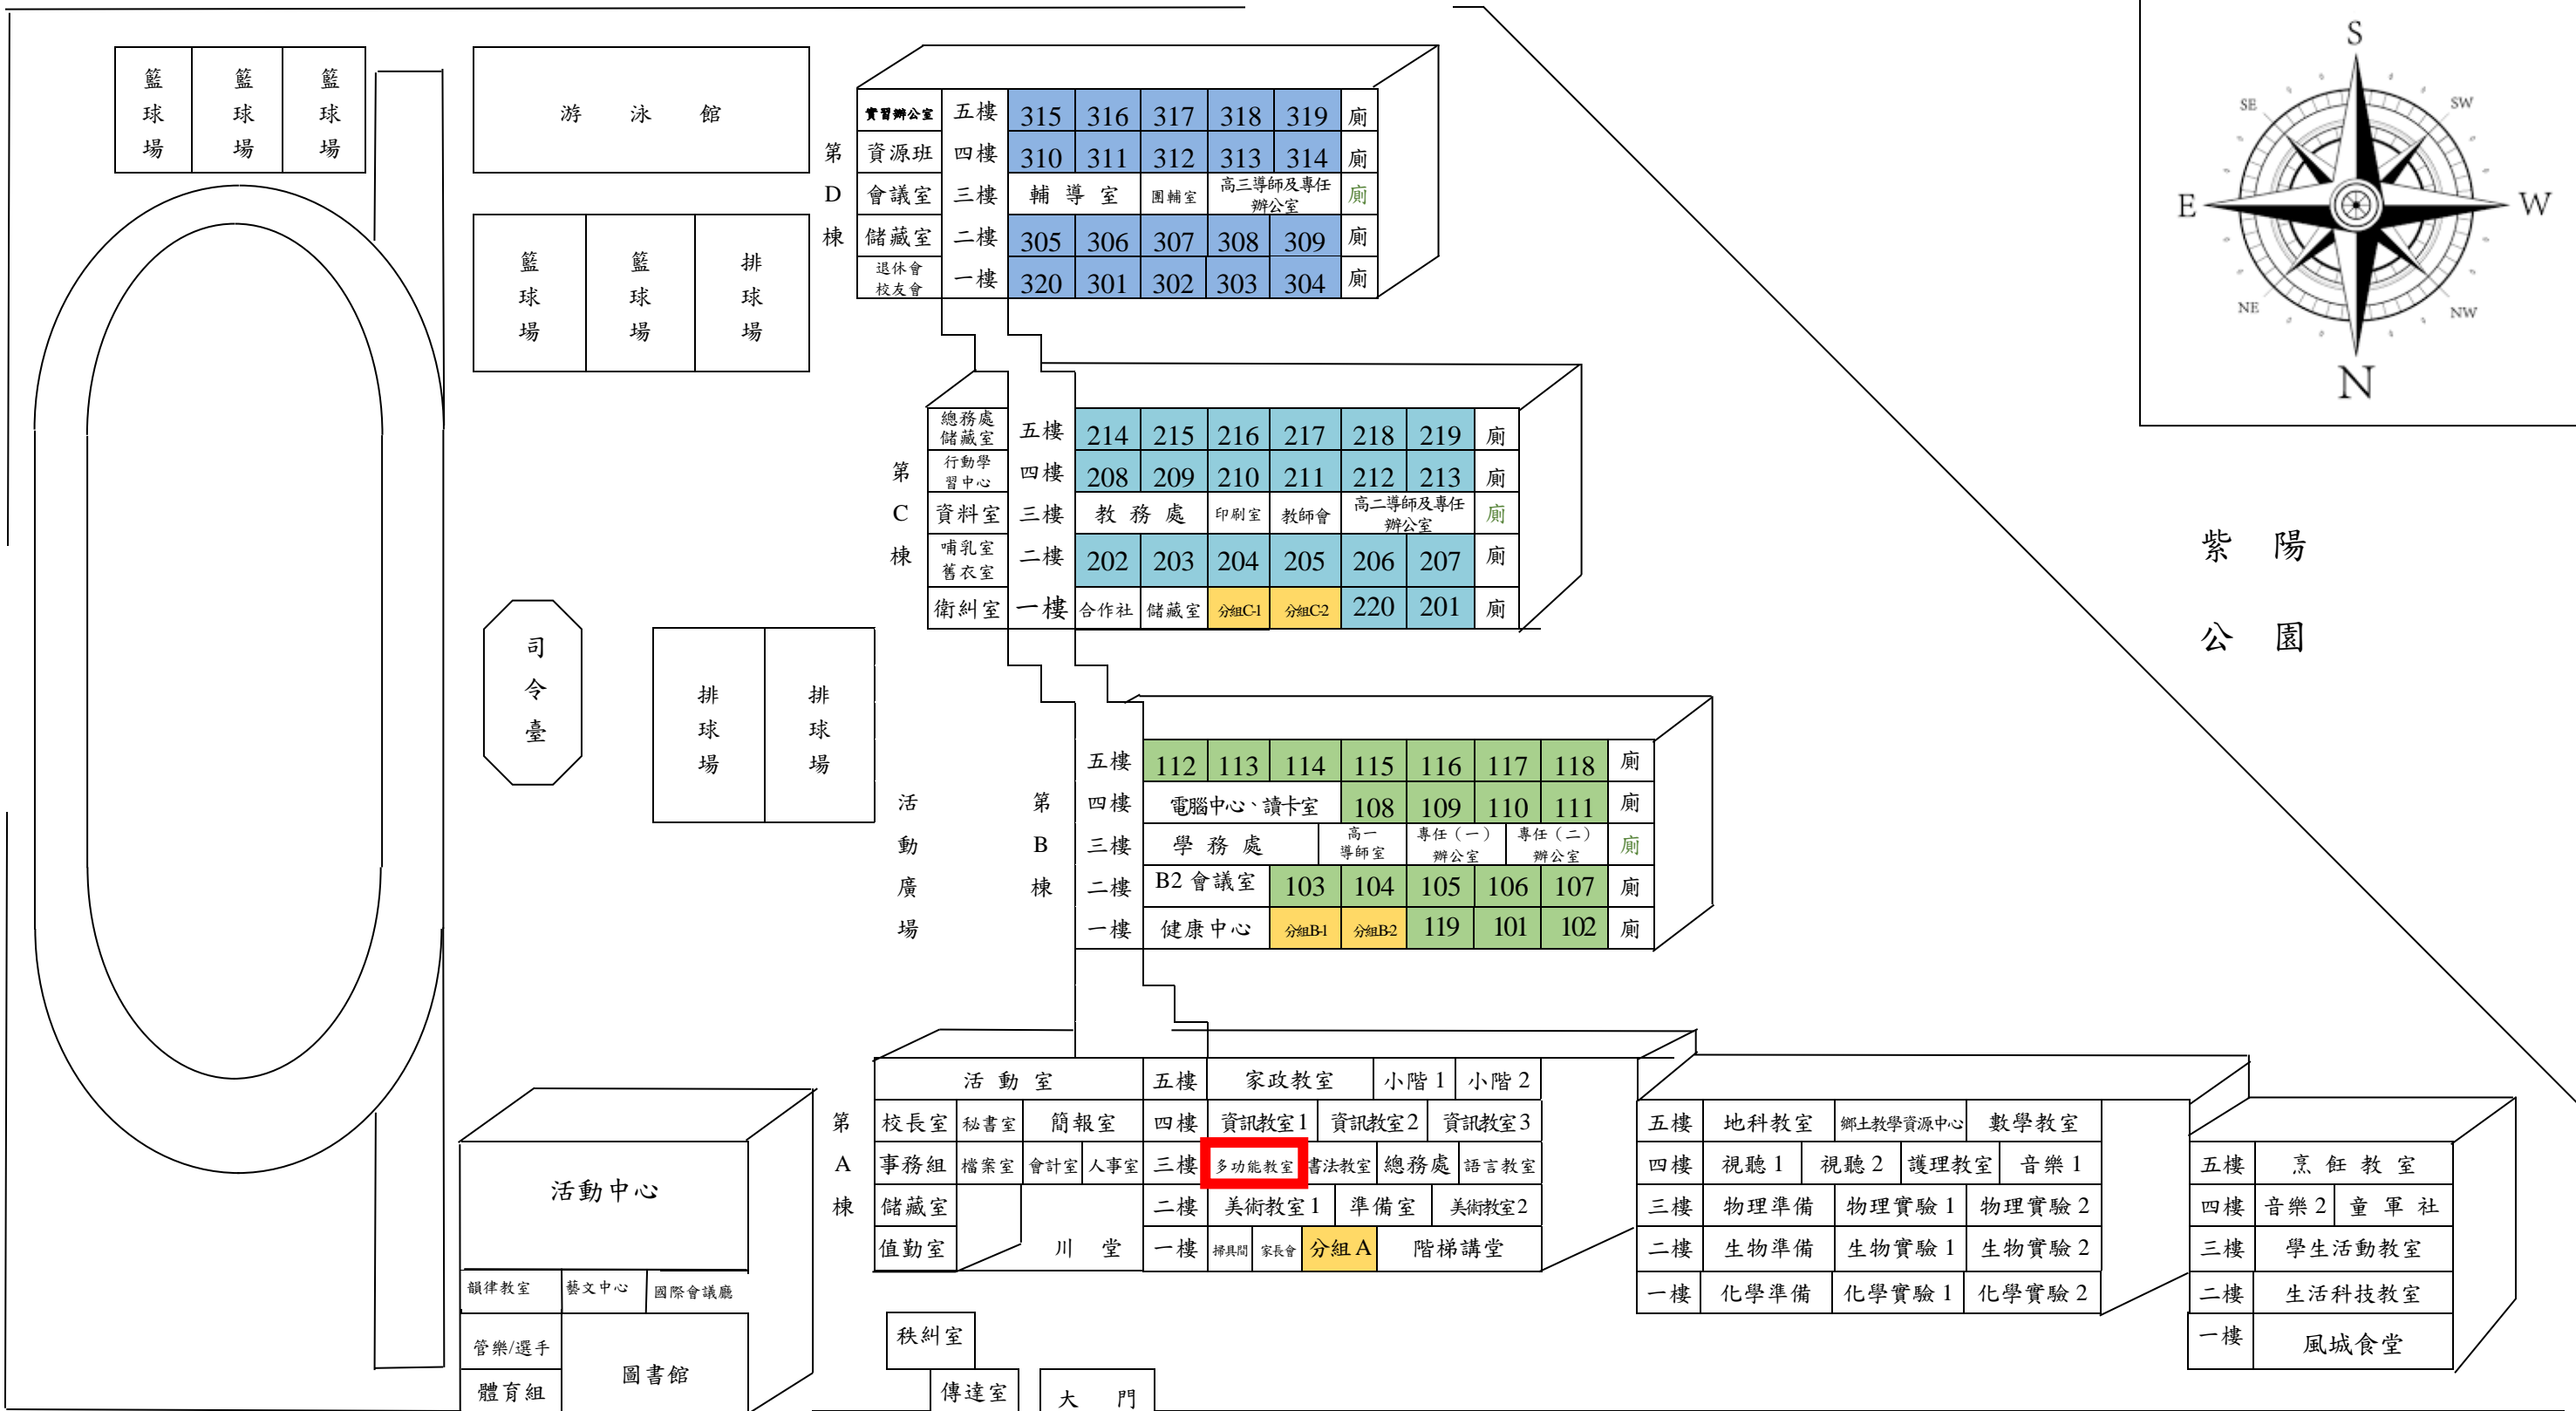 籃球場 籃球場 籃球場
游泳館
籃球場 籃球場 排球場
司令臺
排球場 排球場
活動廣場
第D棟
實習辦公室 五樓 315 316 317 318 319 廁
資源班 四樓 310 311 312 313 314 廁
會議室 三樓 輔導室 團輔室 高三導師及專任辦公室 廁
儲藏室 二樓 305 306 307 308 309 廁
退休會 校友會 一樓 320 301 302 303 304 廁
S
SE SW
E W
NE NW
N
第C棟
總務處儲藏室 五樓 214 215 216 217 218 219 廁
行動學習中心 四樓 208 209 210 211 212 213 廁
資料室 三樓 教務處 印刷室 教師會 高二導師及專任辦公室 廁
哺乳室 舊衣室 二樓 202 203 204 205 206 207 廁
衛糾室 一樓 合作社 儲藏室 分組C-1 分組C-2 220 201 廁
紫陽
公園
第B棟
五樓 112 113 114 115 116 117 118 廁
四樓 電腦中心、讀卡室 108 109 110 111 廁
三樓 學務處 高一導師室 專任（一）辦公室 專任（二）辦公室 廁
二樓 B2 會議室 103 104 105 106 107 廁
一樓 健康中心 分組B-1 分組B-2 119 101 102 廁
第A棟
活動室 五樓 家政教室 小階 1 小階 2
校長室 秘書室 簡報室 四樓 資訊教室 1 資訊教室 2 資訊教室 3
事務組 檔案室 會計室 人事室 三樓 多功能教室 書法教室 總務處 語言教室
儲藏室 二樓 美術教室 1 準備室 美術教室 2
值勤室 川堂 一樓 掃具間 家長會 分組 A 階梯講堂
五樓 地科教室 鄉土教學資源中心 數學教室
四樓 視聽 1 視聽 2 護理教室 音樂 1
三樓 物理準備 物理實驗 1 物理實驗 2
二樓 生物準備 生物實驗 1 生物實驗 2
一樓 化學準備 化學實驗 1 化學實驗 2
五樓 烹飪教室
四樓 音樂 2 童軍社
三樓 學生活動教室
二樓 生活科技教室
一樓 風城食堂
活動中心
韻律教室 藝文中心 國際會議廳
管樂/選手
圖書館
體育組
秩糾室
傳達室 大門